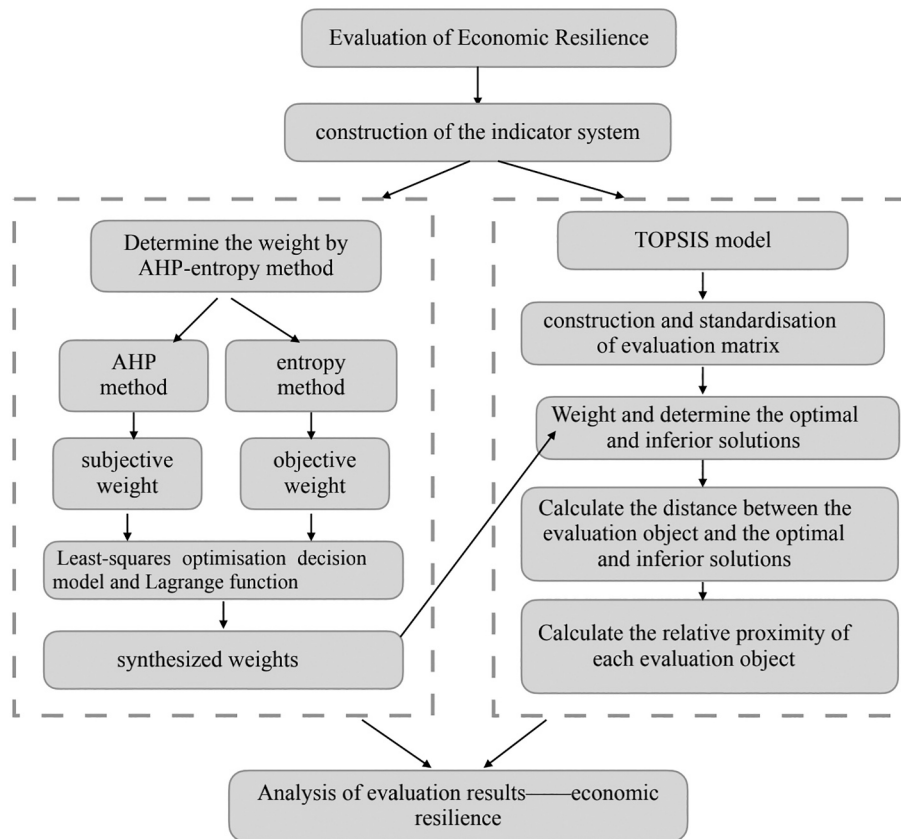 Evaluation of Economic Resilience
construction of the indicator system
Determine the weight by
AHP-entropy method
AHP
method
entropy
method
subjective
weight
objective
weight
Least-squares optimisation decision
model and Lagrange function
synthesized weights
TOPSIS model
construction and standardisation
of evaluation matrix
Weight and determine the optimal
and inferior solutions
Calculate the distance between the
evaluation object and the optimal
and inferior solutions
Calculate the relative proximity of
each evaluation object
Analysis of evaluation results——economic
resilience